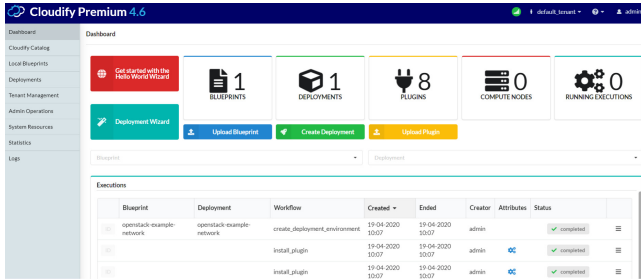 Cloudify Premium 4.6
default_tenant
admin
Dashboard
Cloudify Catalog
Local Blueprints
Deployments
Tenant Management
Admin Operations
System Resources
Statistics
Logs
Dashboard
Get started with the
Hello World Wizard
Deployment Wizard
1
BLUEPRINTS
1
DEPLOYMENTS
8
PLUGINS
0
COMPUTE NODES
0
RUNNING EXECUTIONS
Upload Blueprint
Create Deployment
Upload Plugin
Blueprint
Deployment
Executions
Blueprint Deployment Workflow Created Ended Creator Attributes Status
openstack-example-network openstack-example-network create_deployment_environment 19-04-2020 10:07 19-04-2020 10:07 admin completed
install_plugin 19-04-2020 10:07 19-04-2020 10:07 admin completed
install_plugin 19-04-2020 10:07 19-04-2020 10:07 admin completed